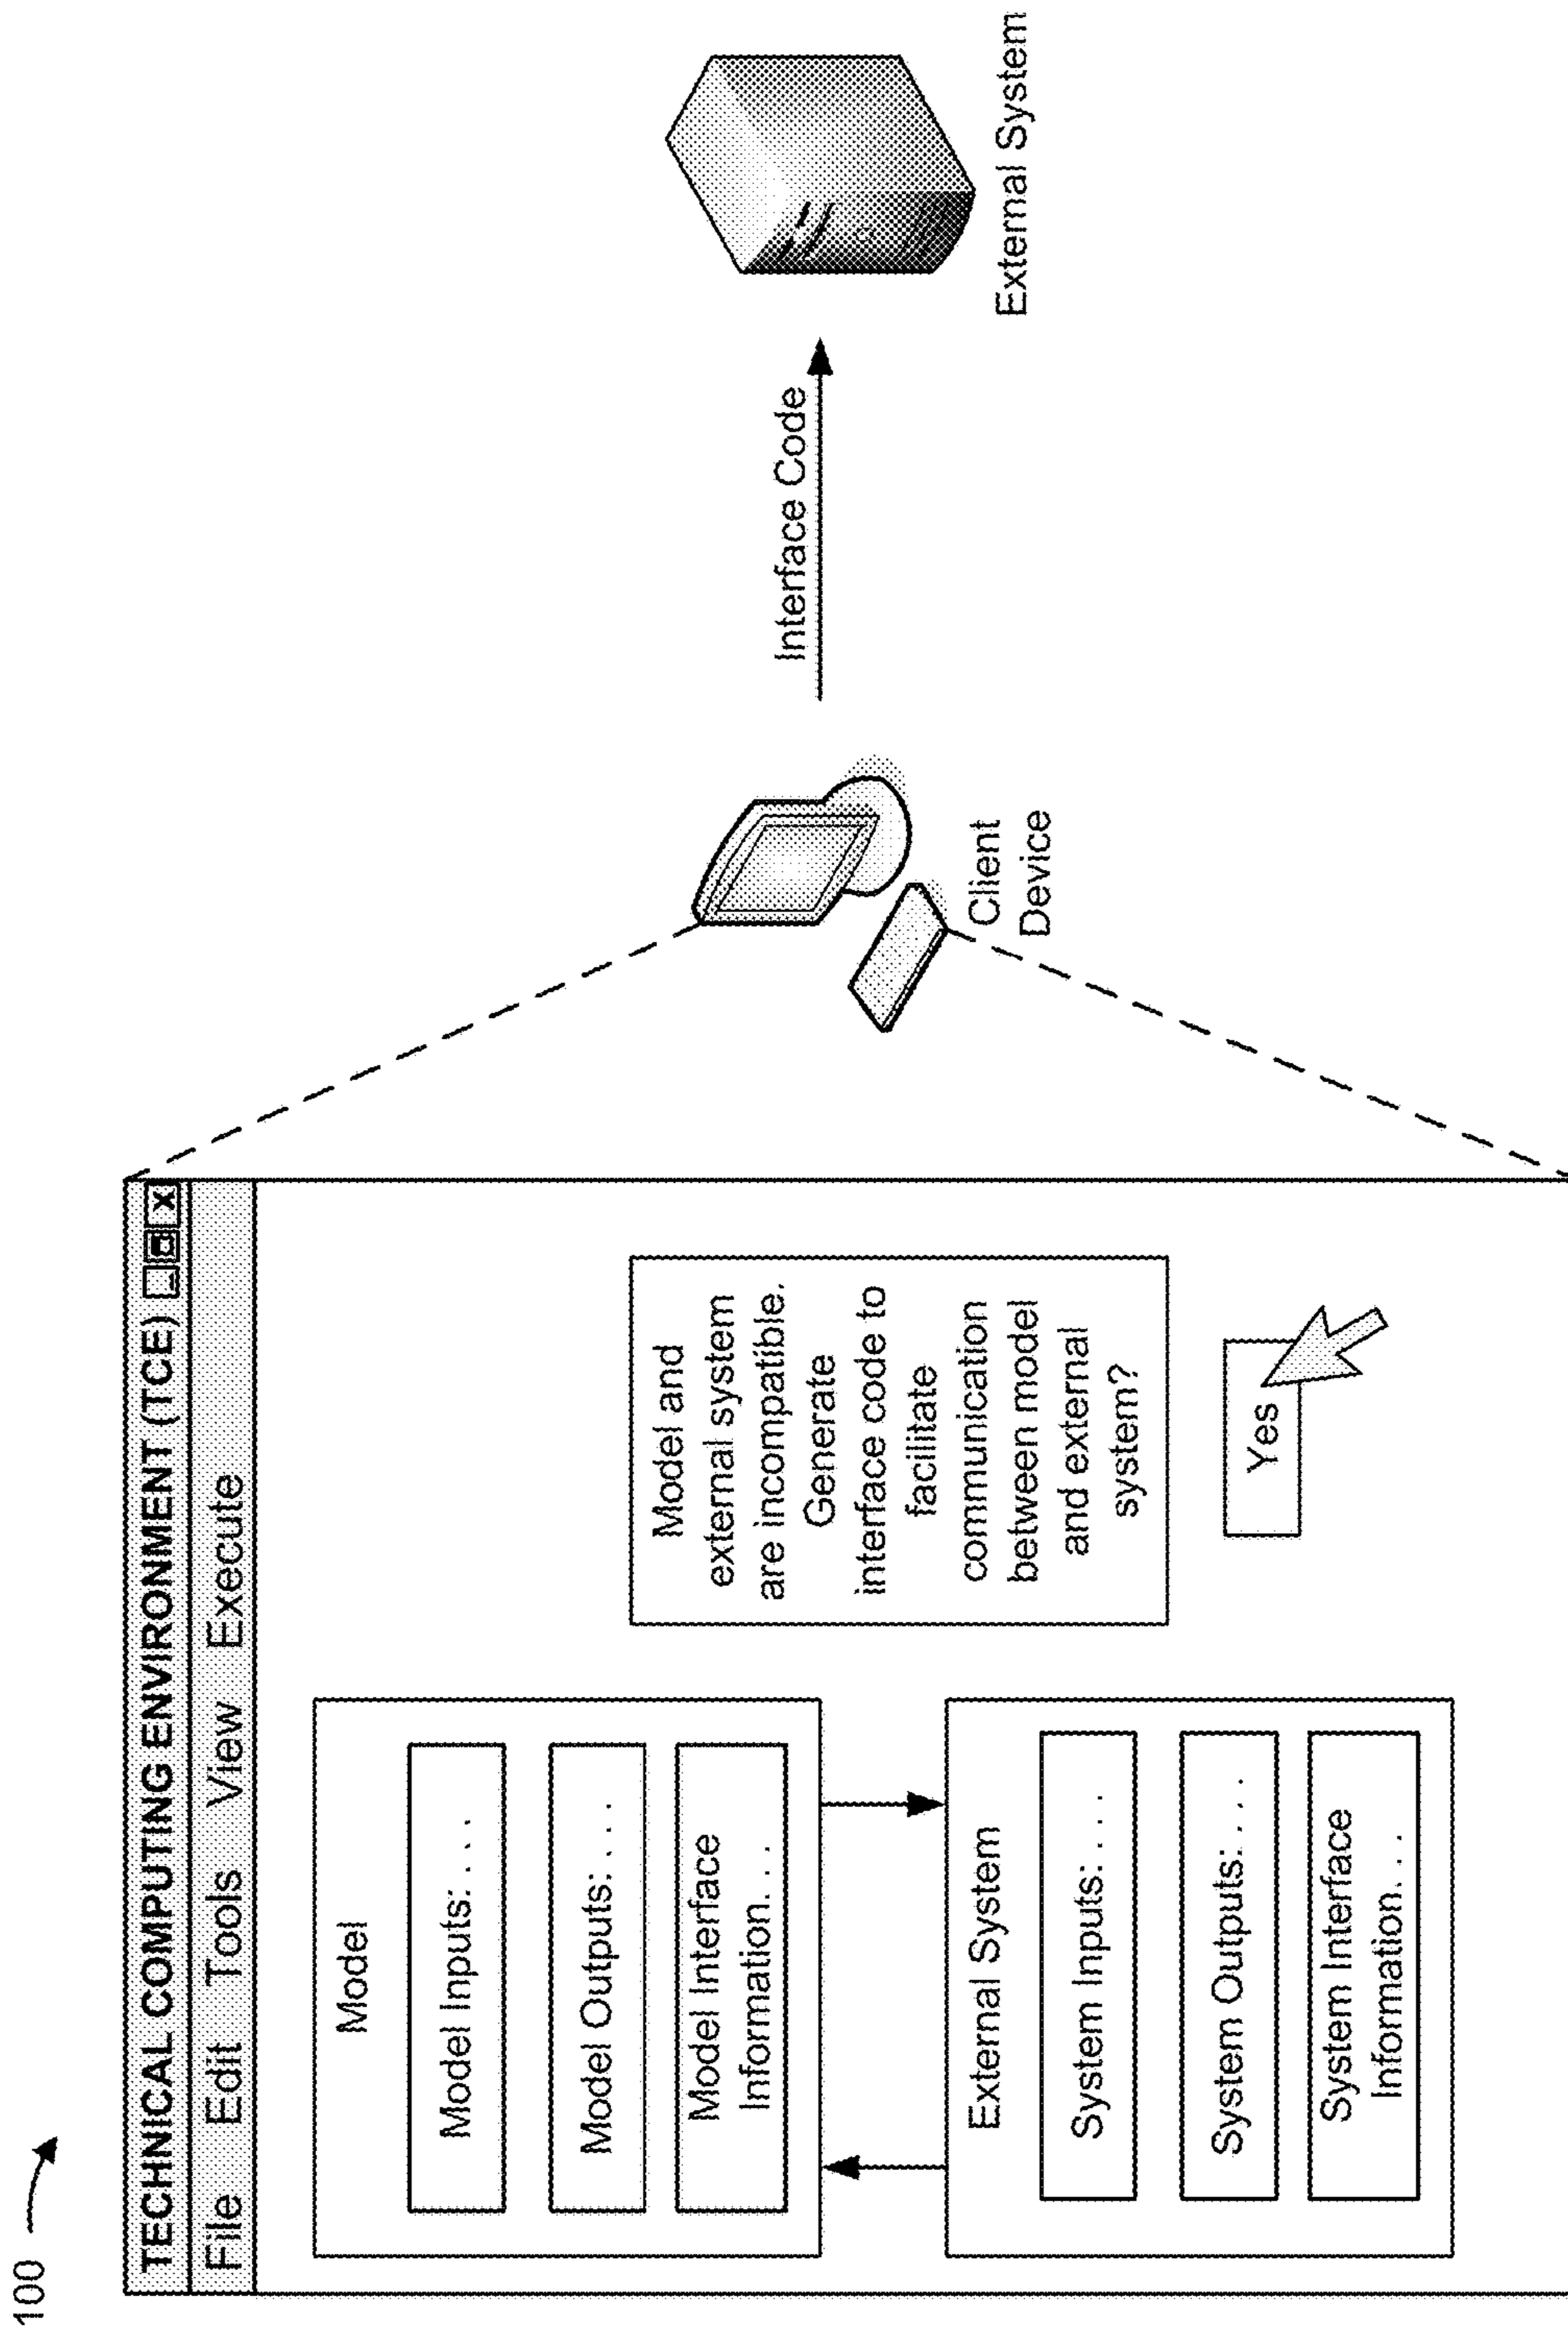 100
TECHNICAL COMPUTING ENVIRONMENT (TCE)
File Edit Tools View Execute
Model
Model Inputs: . . .
Model Outputs: . . .
Model Interface
Information. . .
External System
System Inputs: . . .
System Outputs: . . .
System Interface
Information. . .
Model and
external system
are incompatible.
Generate
interface code to
facilitate
communication
between model
and external
system?
Yes
Client
Device
Interface Code
External System